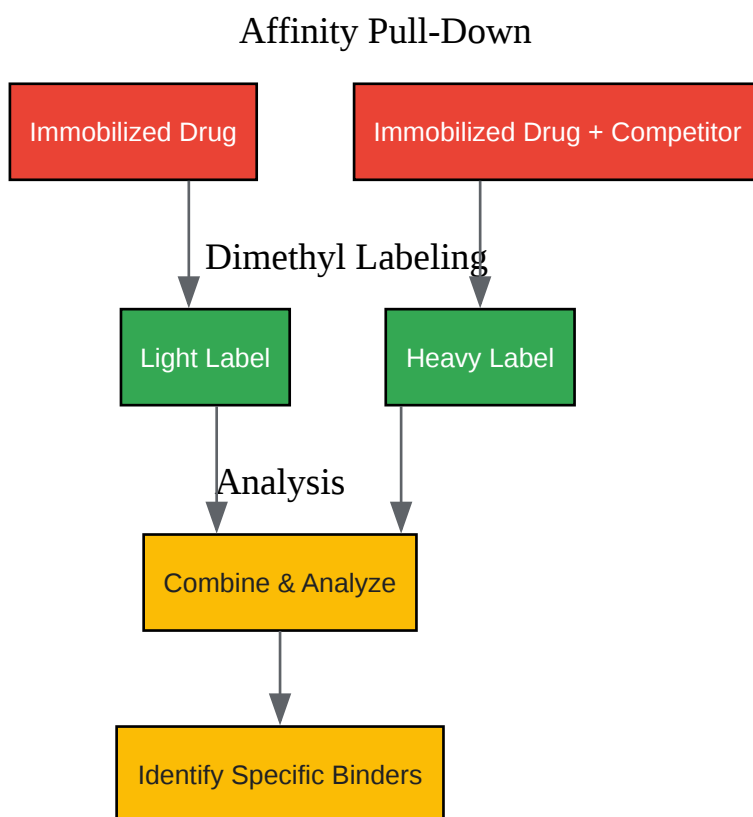 Affinity Pull-Down
Immobilized Drug
Immobilized Drug + Competitor
Dimethyl Labeling
Light Label
Heavy Label
Analysis
Combine & Analyze
Identify Specific Binders